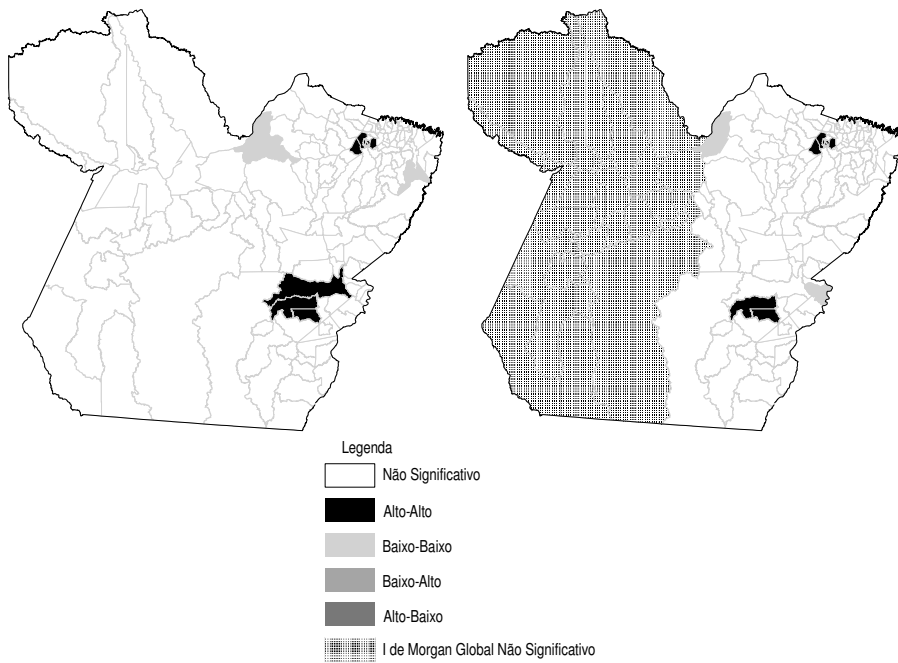 Legenda
Não Significativo
Alto-Alto
Baixo-Baixo
Baixo-Alto
Alto-Baixo
I de Morgan Global Não Significativo